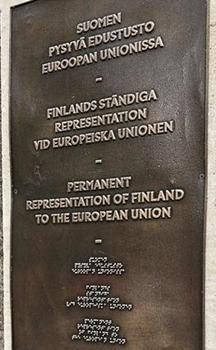 SUOMEN
PYSYVÄ EDUSTUSTO
EUROOPAN UNIONISSA
–
FINLANDS STÄNDIGA
REPRESENTATION
VID EUROPEISKA UNIONEN
–
PERMANENT
REPRESENTATION OF FINLAND
TO THE EUROPEAN UNION
–